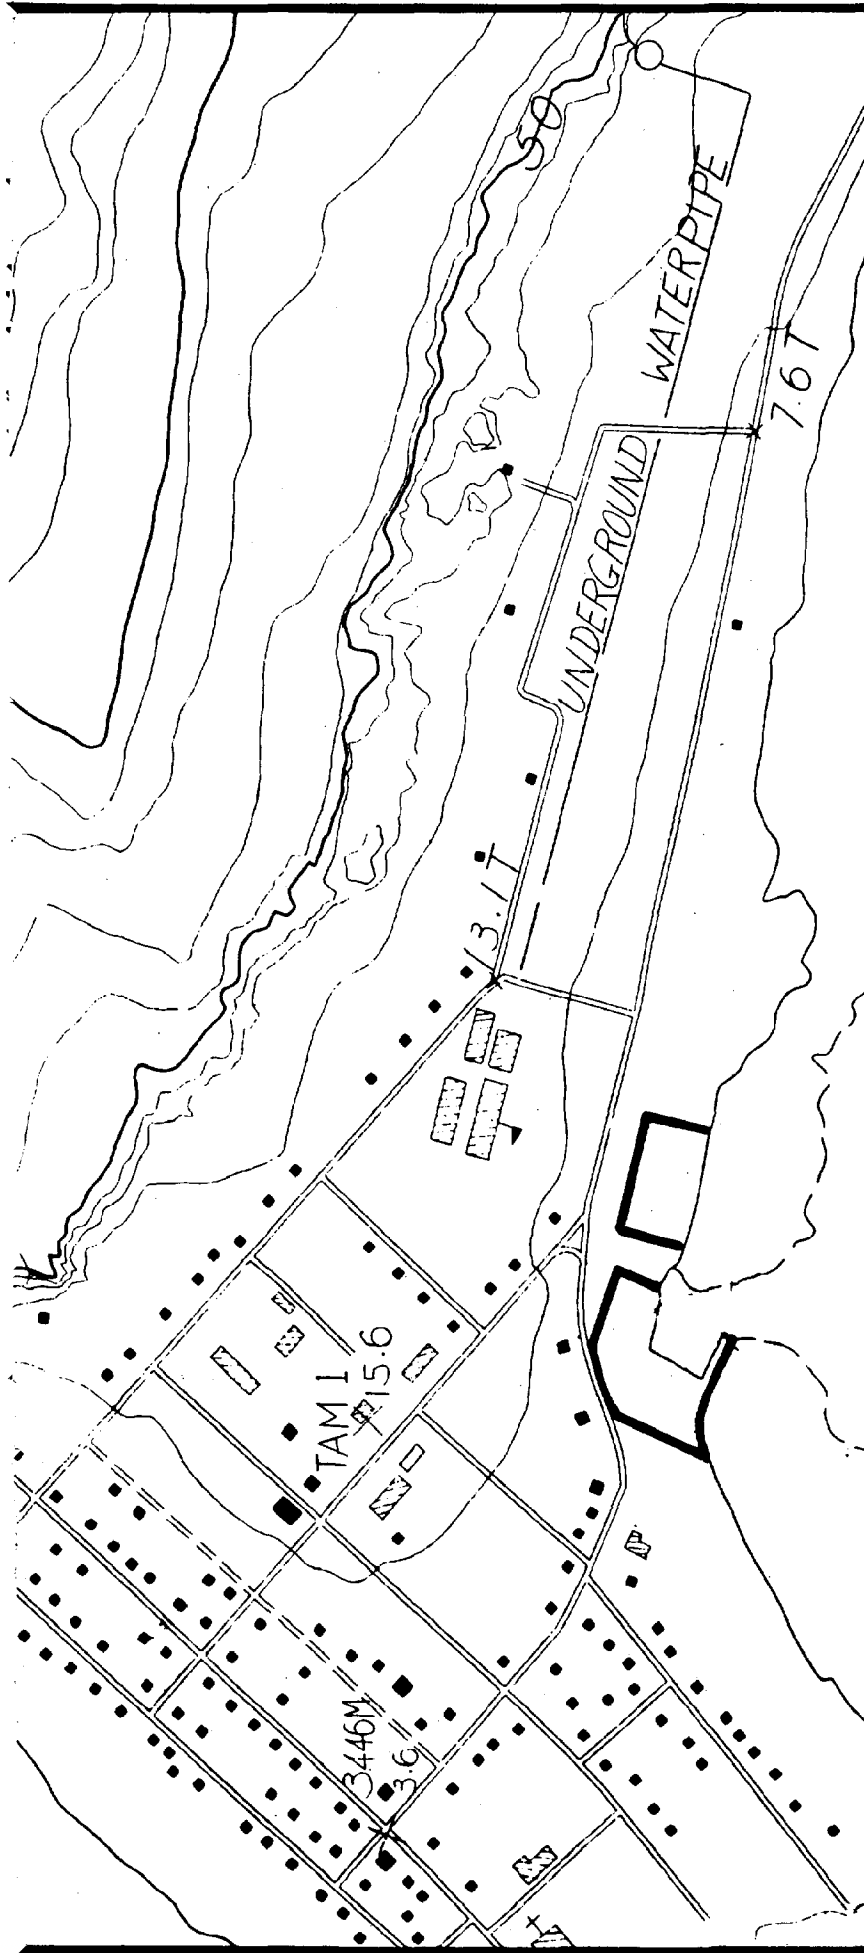 50
UNDERGROUND WATERPIPE
7.6T
13.1T
TAM 1
15.6
3446M
3.6